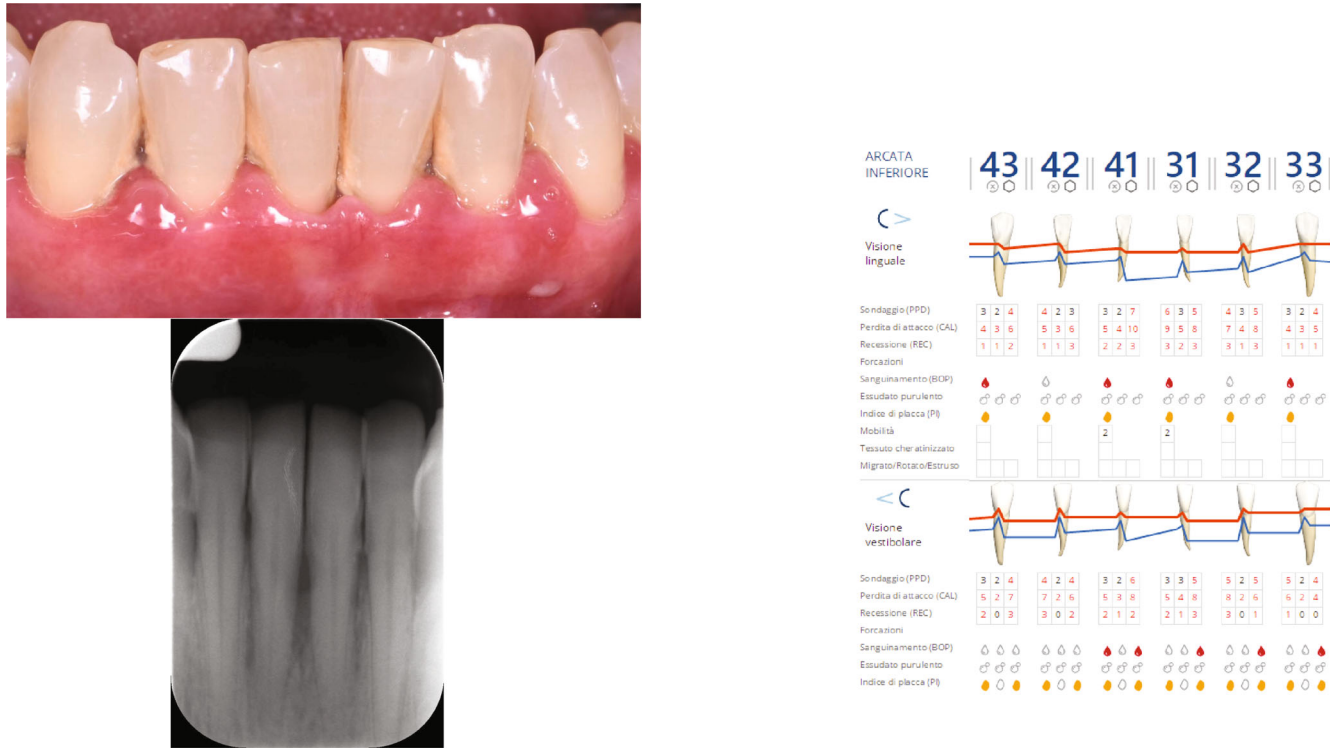 ARCATA INFERIORE 43 42 41 31 32 33
Visione linguale
Sondaggio (PPD) 3 2 4 4 2 3 3 2 7 6 3 5 4 3 5 3 2 4
Perdita di attacco (CAL) 4 3 6 5 3 6 5 4 10 9 5 8 7 4 8 4 3 5
Recessione (REC) 1 1 2 1 1 3 2 2 3 3 2 3 3 1 3 1 1 1
Forcazioni
Sanguinamento (BOP)
Essudato purulento
Indice di placca (PI)
Mobilità 2 2
Tessuto cheratinizzato
Migrato/Rotato/Estruso
Visione vestibolare
Sondaggio (PPD) 3 2 4 4 2 4 3 2 6 3 3 5 5 2 5 5 2 4
Perdita di attacco (CAL) 5 2 7 7 2 6 5 3 8 5 4 8 8 2 6 6 2 4
Recessione (REC) 2 0 3 3 0 2 2 1 2 2 1 3 3 0 1 1 0 0
Forcazioni
Sanguinamento (BOP)
Essudato purulento
Indice di placca (PI)